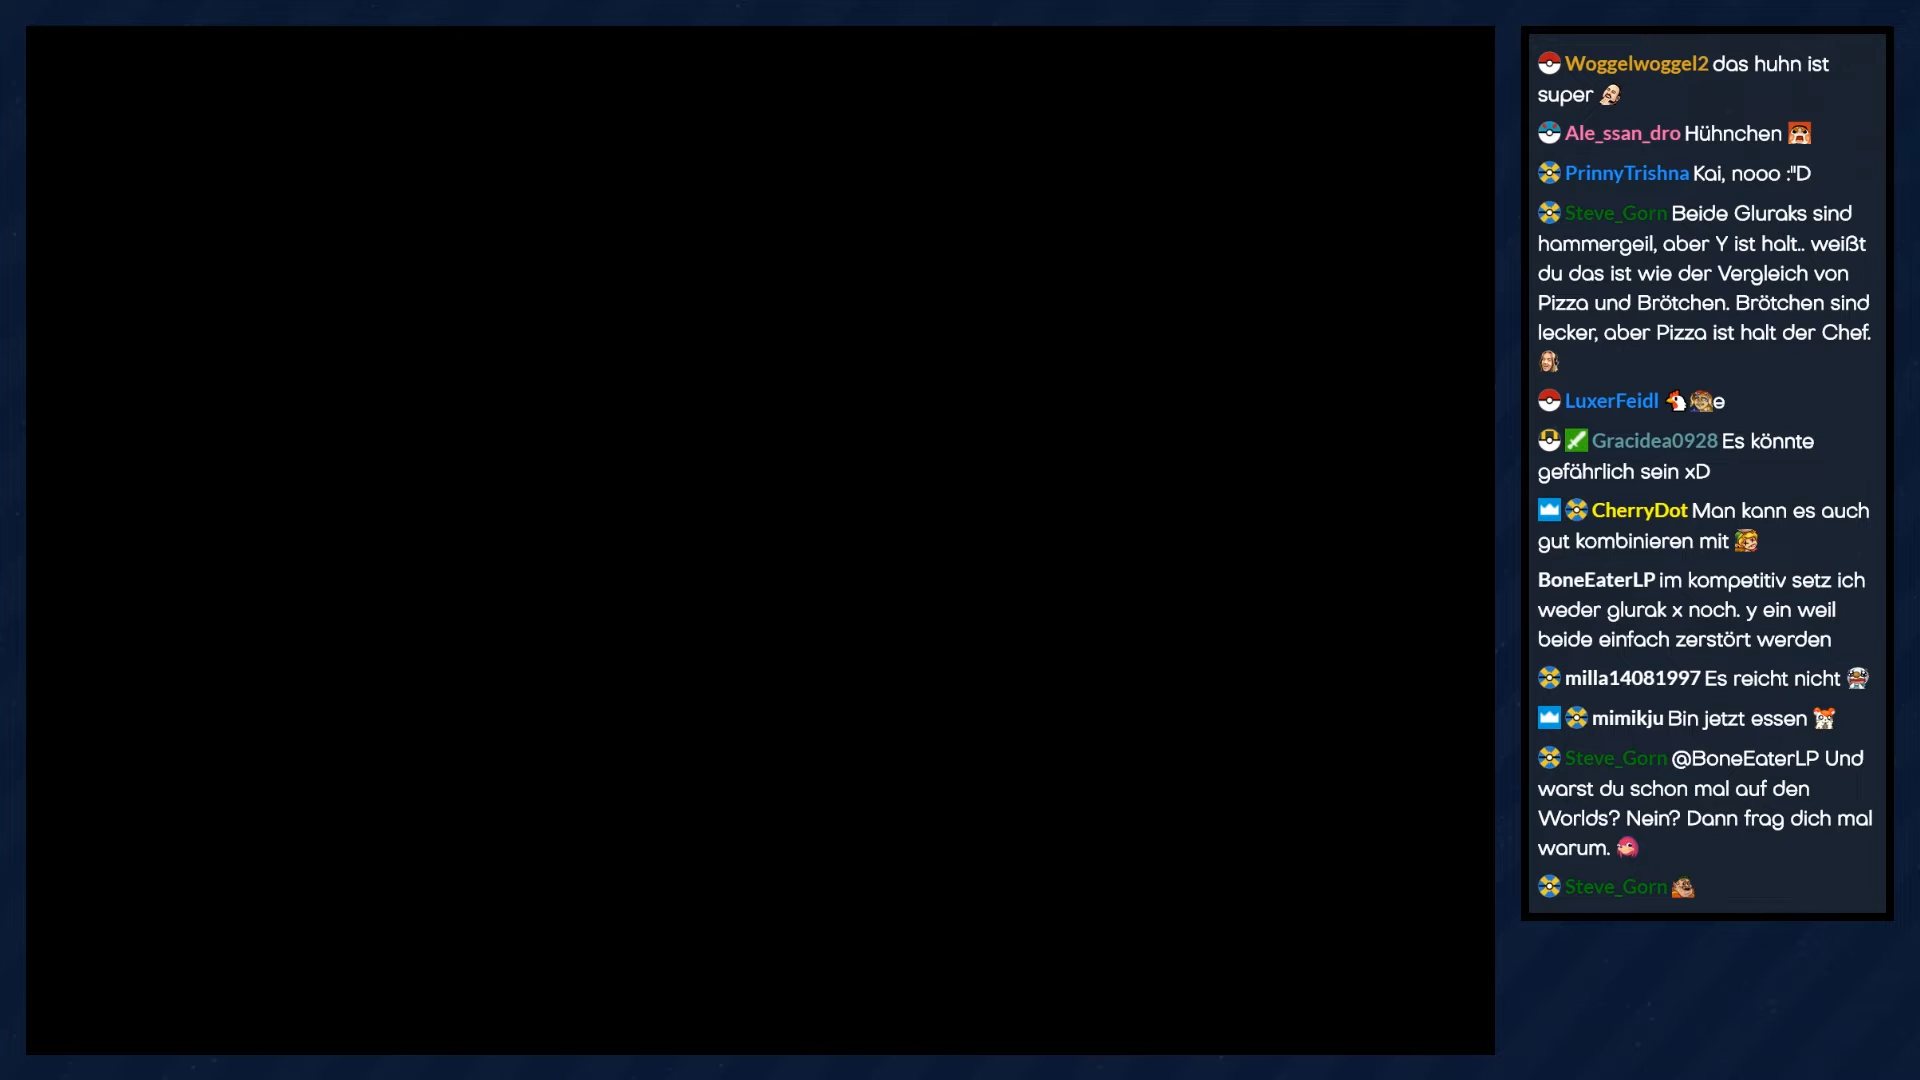 Woggelwoggel2 das huhn ist
super
Ale_ssan_dro Hühnchen
PrinnyTrishna Kai, nooo :"D
Steve_Gorn Beide Gluraks sind
hammergeil, aber Y ist halt.. weißt
du das ist wie der Vergleich von
Pizza und Brötchen. Brötchen sind
lecker, aber Pizza ist halt der Chef.
LuxerFeidl e
Gracidea0928 Es könnte
gefährlich sein xD
CherryDot Man kann es auch
gut kombinieren mit
BoneEaterLP im kompetitiv setz ich
weder glurak x noch. y ein weil
beide einfach zerstört werden
milla14081997 Es reicht nicht
mimikju Bin jetzt essen
Steve_Gorn @BoneEaterLP Und
warst du schon mal auf den
Worlds? Nein? Dann frag dich mal
warum.
Steve_Gorn